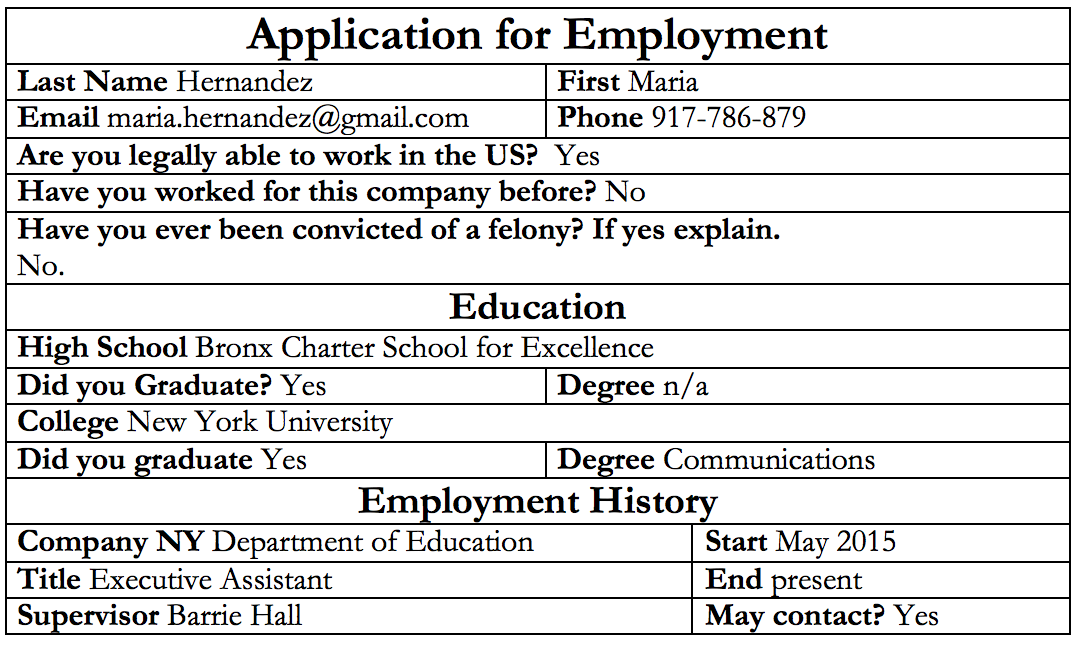 Application for Employment
Last Name Hernandez First Maria
Email maria.hernandez@gmail.com Phone 917-786-879
Are you legally able to work in the US? Yes
Have you worked for this company before? No
Have you ever been convicted of a felony? If yes explain.
No.
Education
High School Bronx Charter School for Excellence
Did you Graduate? Yes Degree n/a
College New York University
Did you graduate Yes Degree Communications
Employment History
Company NY Department of Education Start May 2015
Title Executive Assistant End present
Supervisor Barrie Hall May contact? Yes